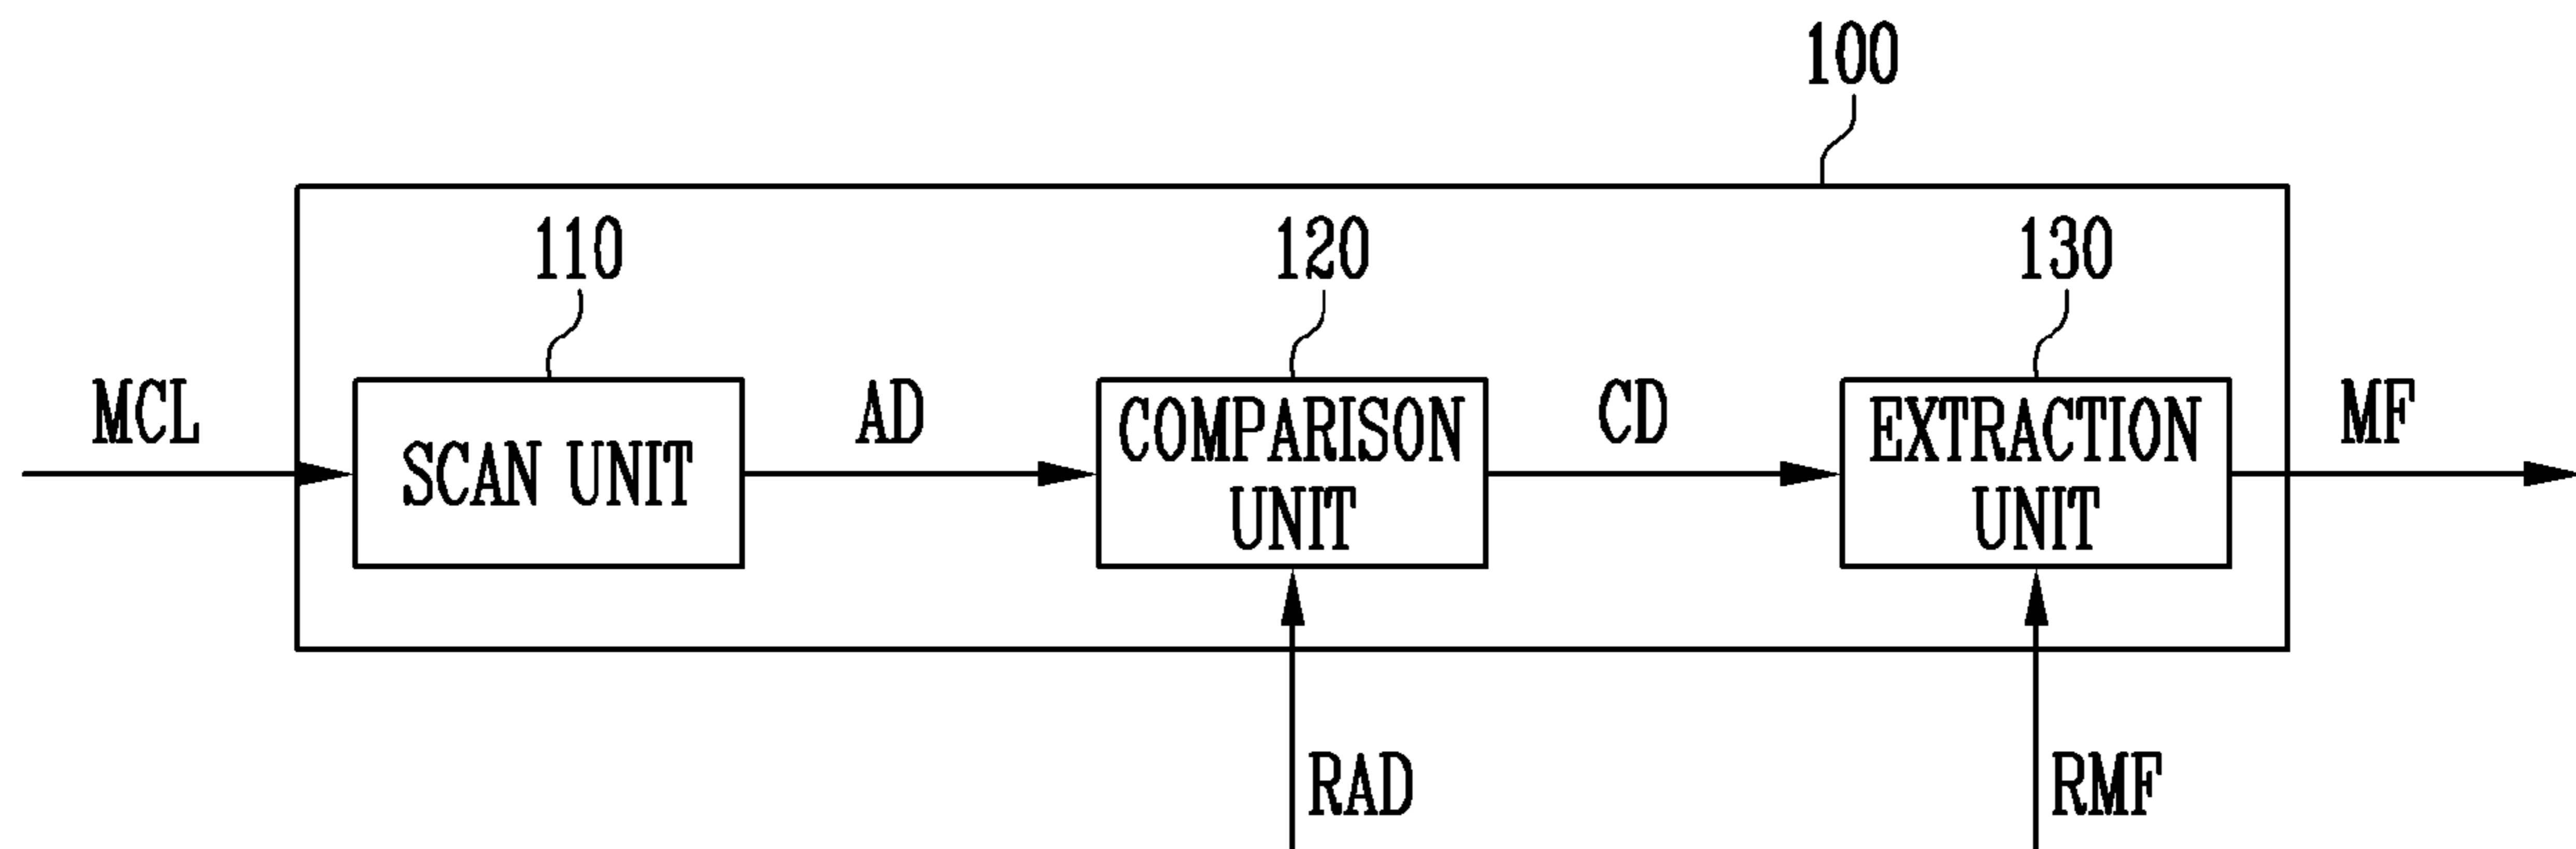 100
110
120
130
MCL
AD
CD
MF
SCAN UNIT
COMPARISON
UNIT
EXTRACTION
UNIT
RAD
RMF